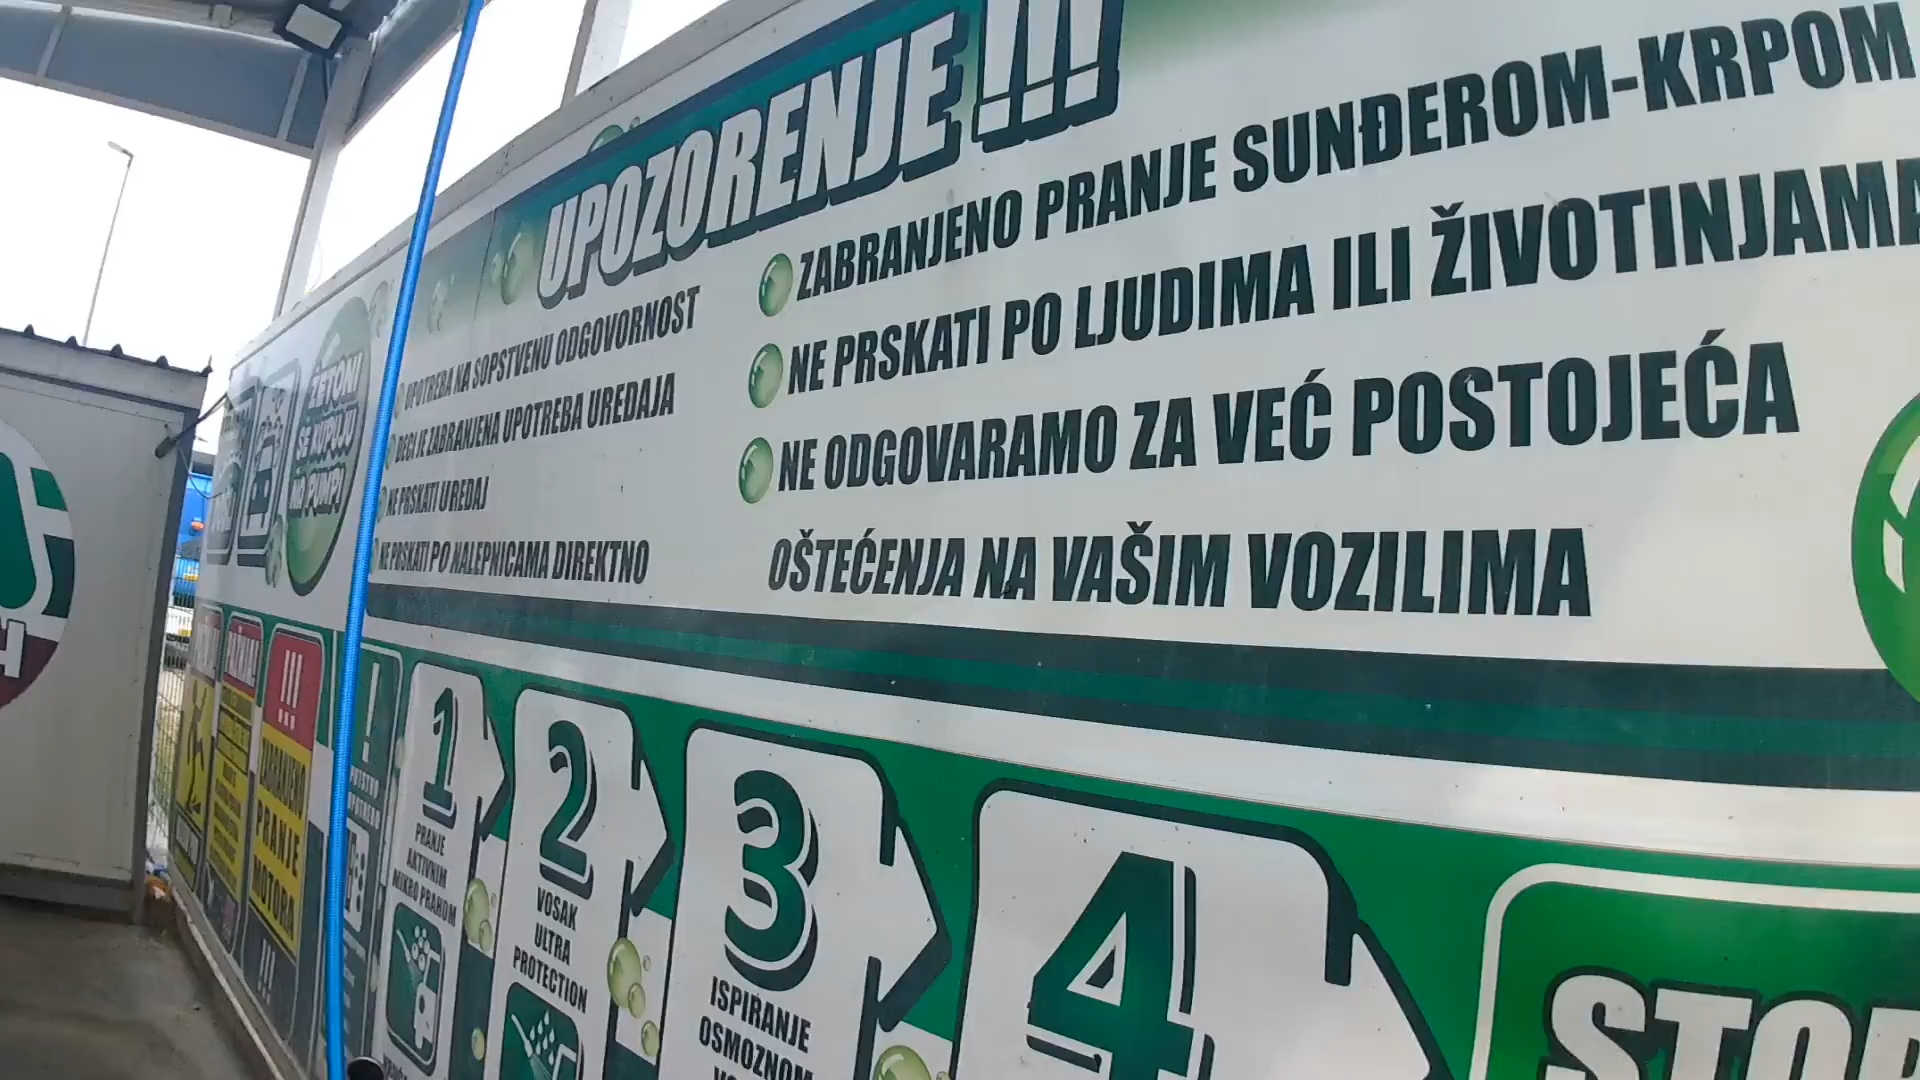 UPOZORENJE !!!
UPOTREBA NA SOPSTVENU ODGOVORNOST
DECI JE ZABRANJENA UPOTREBA UREĐAJA
NE PRSKATI UREĐAJ
NE PRSKATI PO NALEPNICAMA DIREKTNO
ZABRANJENO PRANJE SUNĐEROM-KRPOM
NE PRSKATI PO LJUDIMA ILI ŽIVOTINJAMA
NE ODGOVARAMO ZA VEĆ POSTOJEĆA
OŠTEĆENJA NA VAŠIM VOZILIMA
ŽETONI
SE KUPUJU
NA PUMPI
!!!
ZABRANJENO
PRANJE
MOTORA
!!!
!
1
PRANJE
AKTIVNIM
MIKRO PRAHOM
2
VOSAK
ULTRA
PROTECTION
3
ISPIRANJE
OSMOZNOM
4
STOP